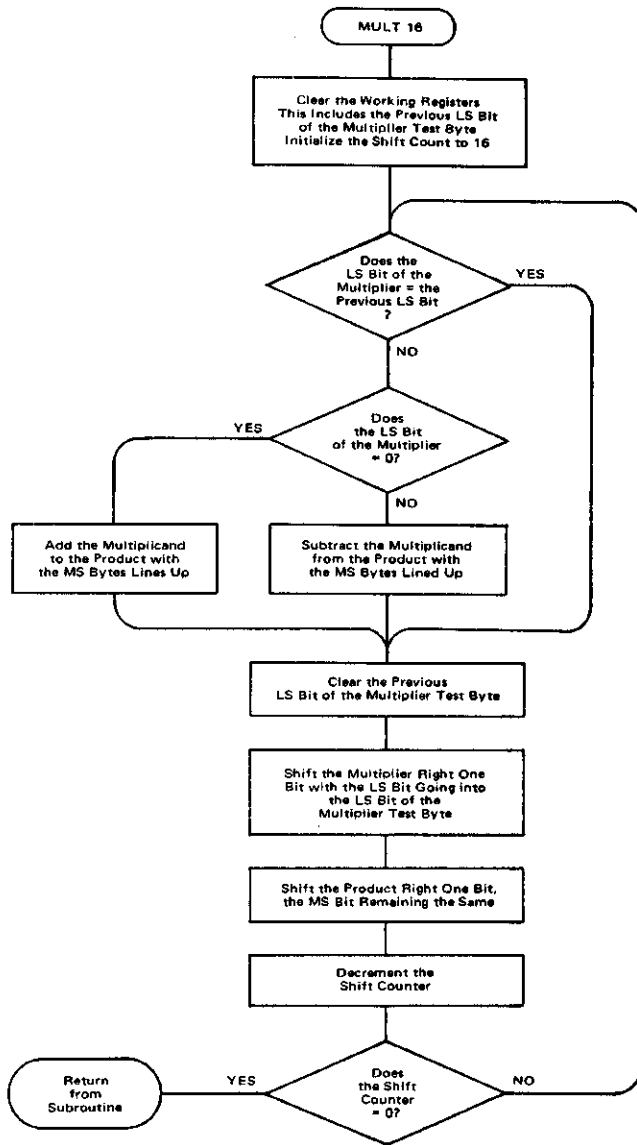 MULT 16
Clear the Working Registers
This Includes the Previous LS Bit
of the Multiplier Test Byte
Initialize the Shift Count to 16
Does the
LS Bit of the
Multiplier = the
Previous LS Bit
?
YES
NO
Does
the LS Bit
of the Multiplier
= 0?
YES
NO
Add the Multiplicand
to the Product with
the MS Bytes Lines Up
Subtract the Multiplicand
from the Product with
the MS Bytes Lined Up
Clear the Previous
LS Bit of the Multiplier Test Byte
Shift the Multiplier Right One
Bit with the LS Bit Going into
the LS Bit of the
Multiplier Test Byte
Shift the Product Right One Bit,
the MS Bit Remaining the Same
Decrement the
Shift Counter
Does
the Shift
Counter
= 0?
YES
NO
Return
from
Subroutine